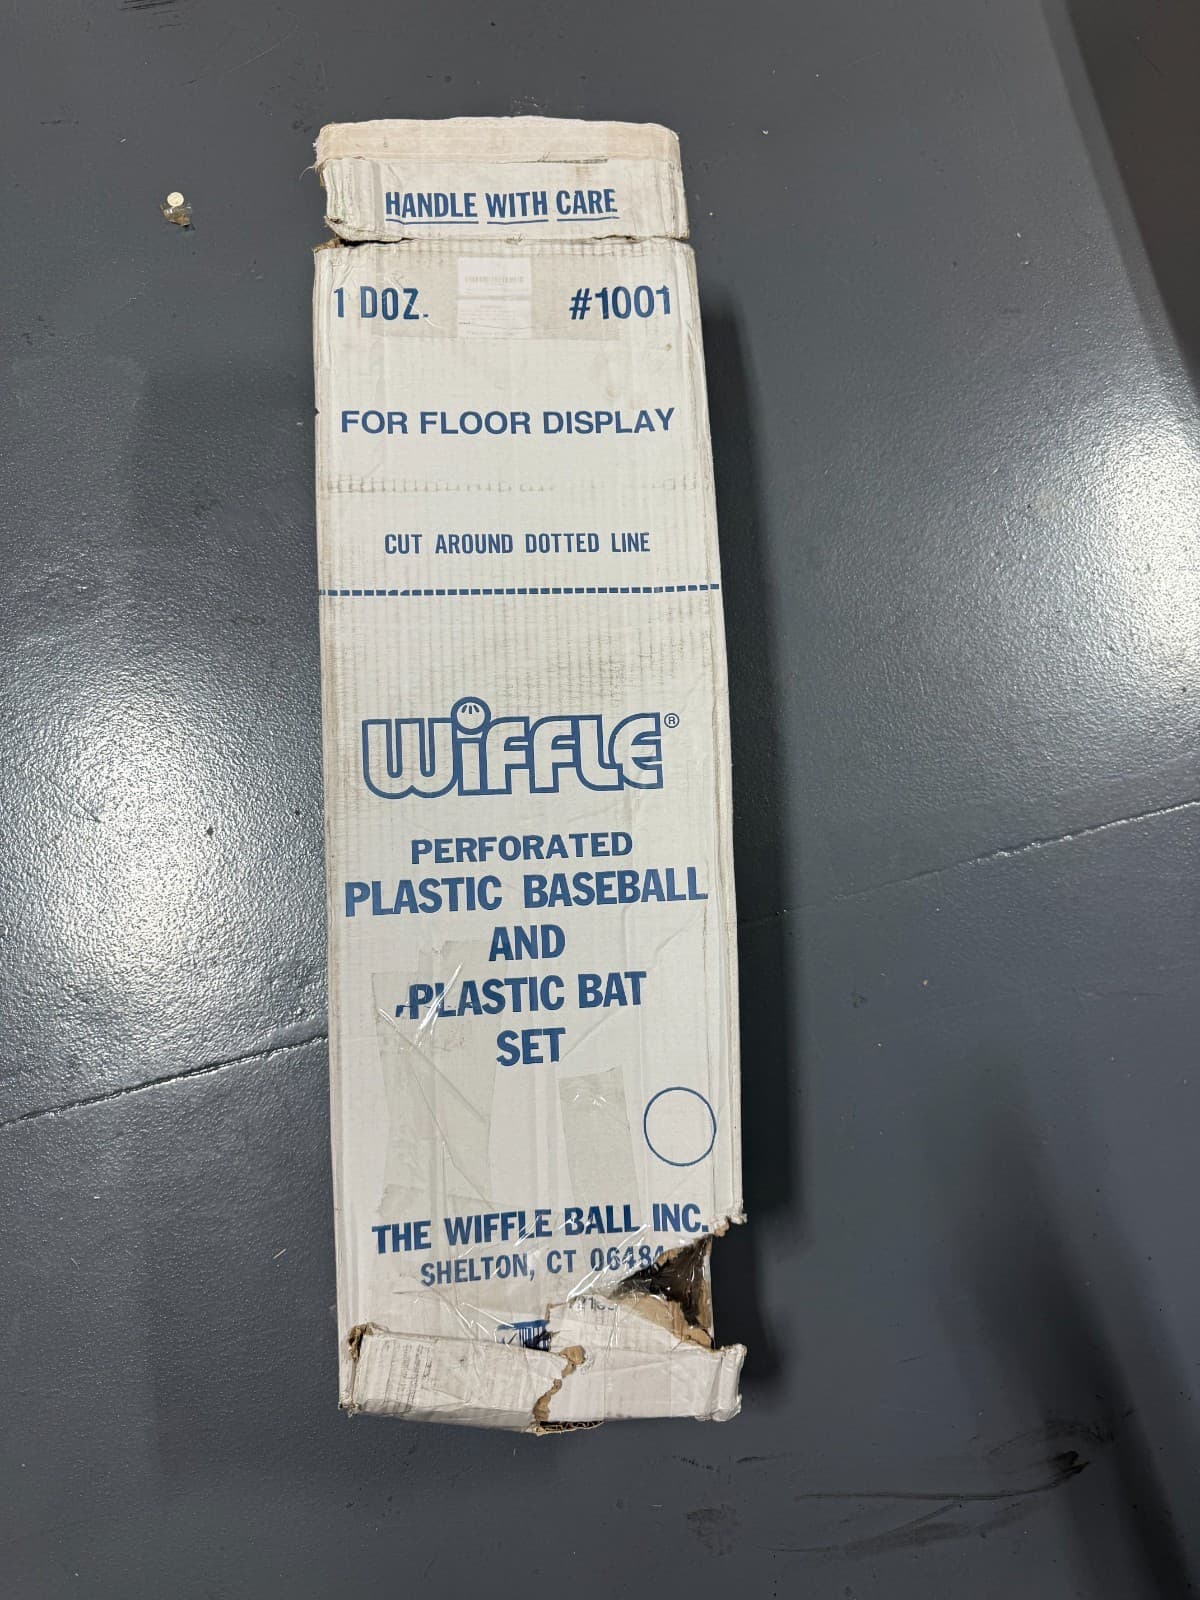 HANDLE WITH CARE
1 DOZ. #1001
FOR FLOOR DISPLAY
CUT AROUND DOTTED LINE
WIFFLE®
PERFORATED
PLASTIC BASEBALL
AND
PLASTIC BAT
SET
THE WIFFLE BALL INC.
SHELTON, CT 06484